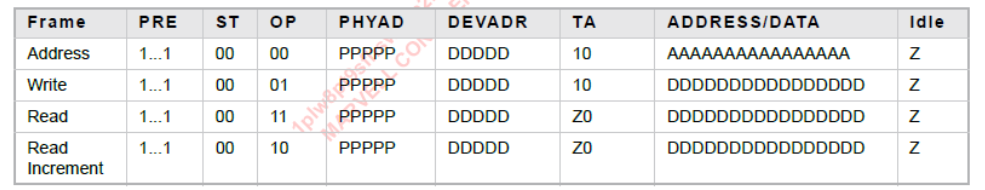 Frame PRE ST OP PHYAD DEVADR TA ADDRESS/DATA Idle
Address 1...1 00 00 PPPPP DDDDD 10 AAAAAAAAAAAAAAAA Z
Write 1...1 00 01 PPPPP DDDDD 10 DDDDDDDDDDDDDDDD Z
Read 1...1 00 11 PPPPP DDDDD Z0 DDDDDDDDDDDDDDDD Z
Read Increment 1...1 00 10 PPPPP DDDDD Z0 DDDDDDDDDDDDDDDD Z
MARVELL CON